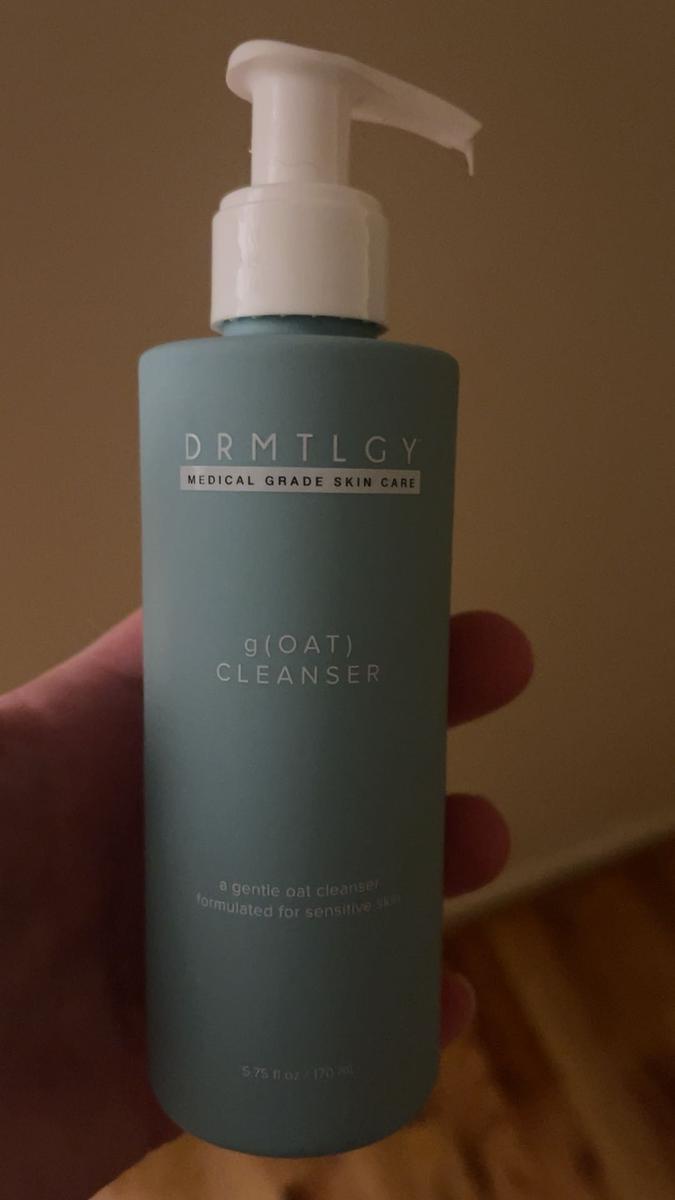 DRMTLGY
MEDICAL GRADE SKIN CARE
g(OAT)
CLEANSER
a gentle oat cleanser
formulated for sensitive skin
5.75 fl oz / 170 ml